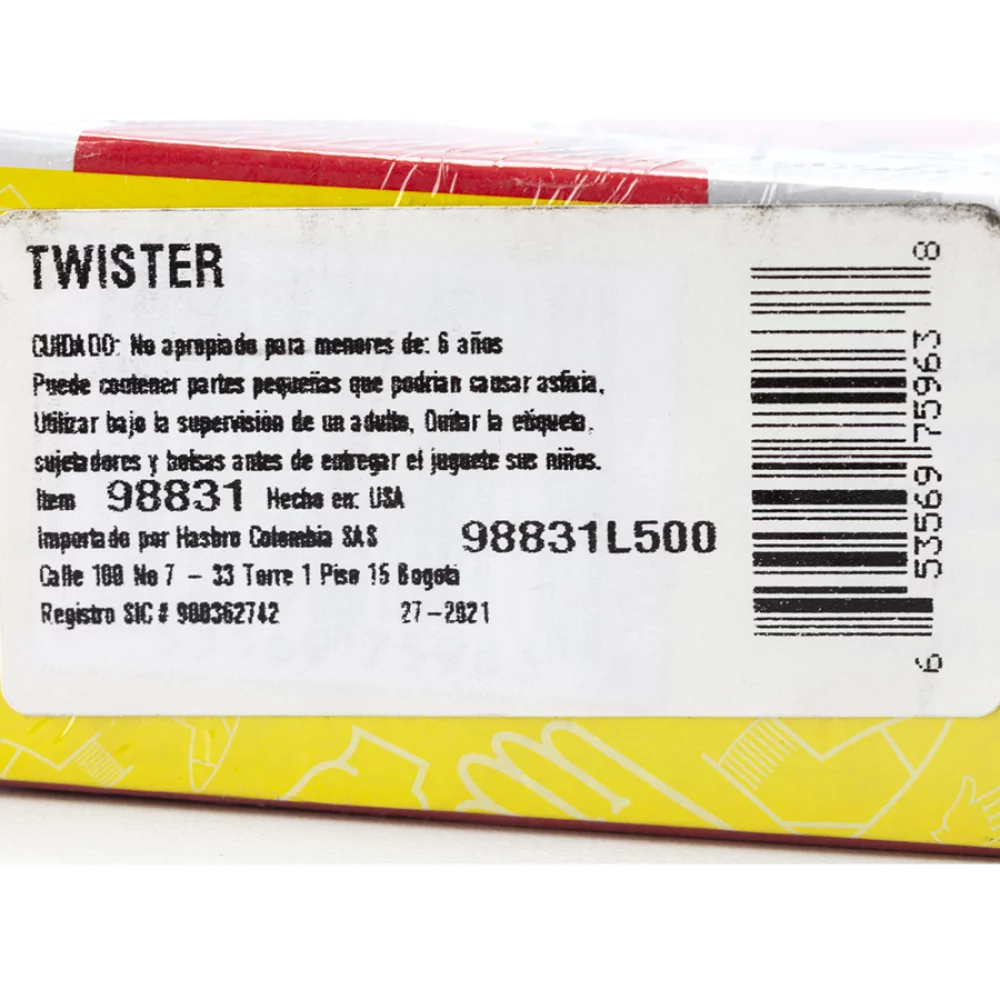 TWISTER
CUIDADO: No apropiado para menores de: 6 años
Puede contener partes pequeñas que podrian causar asfixia.
Utilizar bajo la supervisión de un adulto, Quitar la etiqueta,
sujetadores y bolsas antes de entregar el juguete sus niños.
Item 98831 Hecho en: USA
Importado por Hasbro Colombia SAS
98831L500
Calle 100 No 7 - 33 Torre 1 Piso 15 Bogota
Registro SIC # 900362742 27-2021
6 53569 75963 8